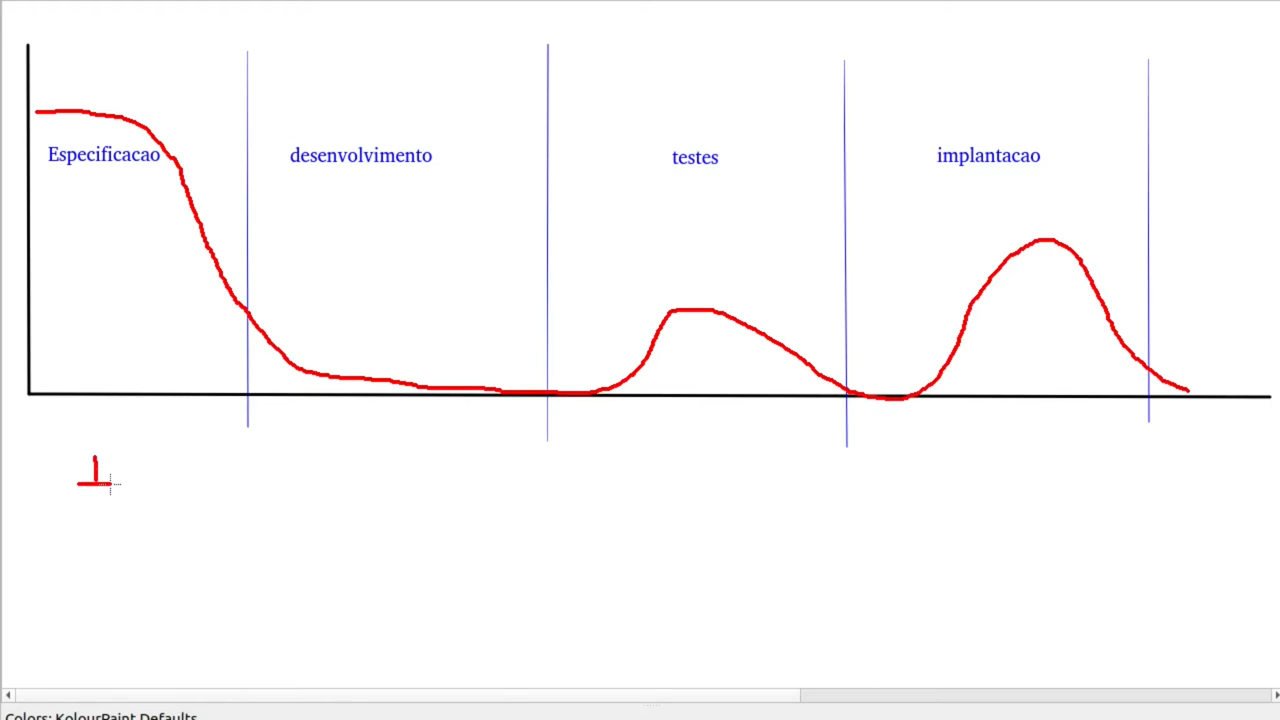 Especificacao desenvolvimento testes implantacao
Colors: KolourPaint Defaults